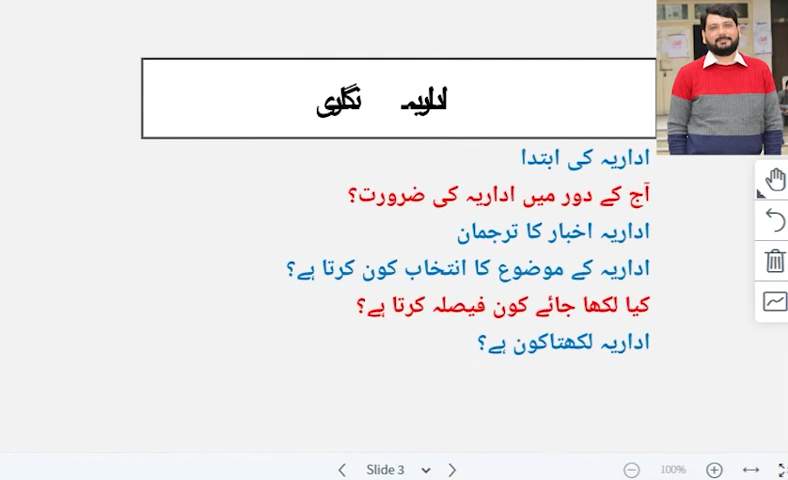 اداریہ نگاری
اداریہ کی ابتدا
آج کے دور میں اداریہ کی ضرورت؟
اداریہ اخبار کا ترجمان
اداریہ کے موضوع کا انتخاب کون کرتا ہے؟
کیا لکھا جائے کون فیصلہ کرتا ہے؟
اداریہ لکھتاکون ہے؟
Slide 3
100%